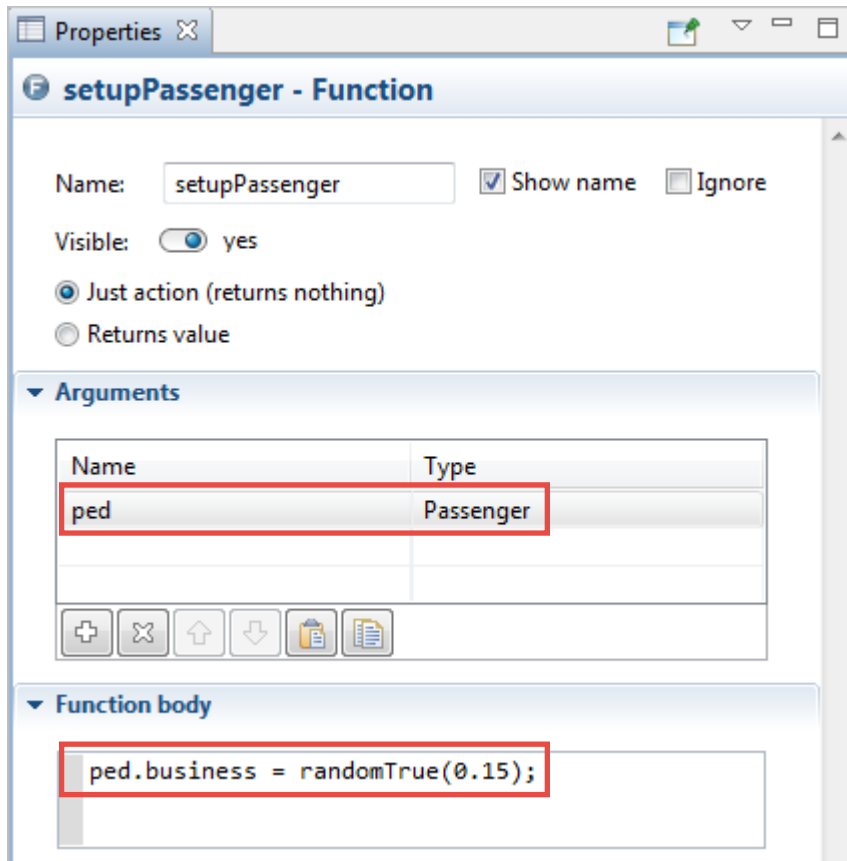 Properties
setupPassenger - Function
Name: setupPassenger Show name Ignore
Visible: yes
Just action (returns nothing)
Returns value
Arguments
Name Type
ped Passenger
Function body
ped.business = randomTrue(0.15);